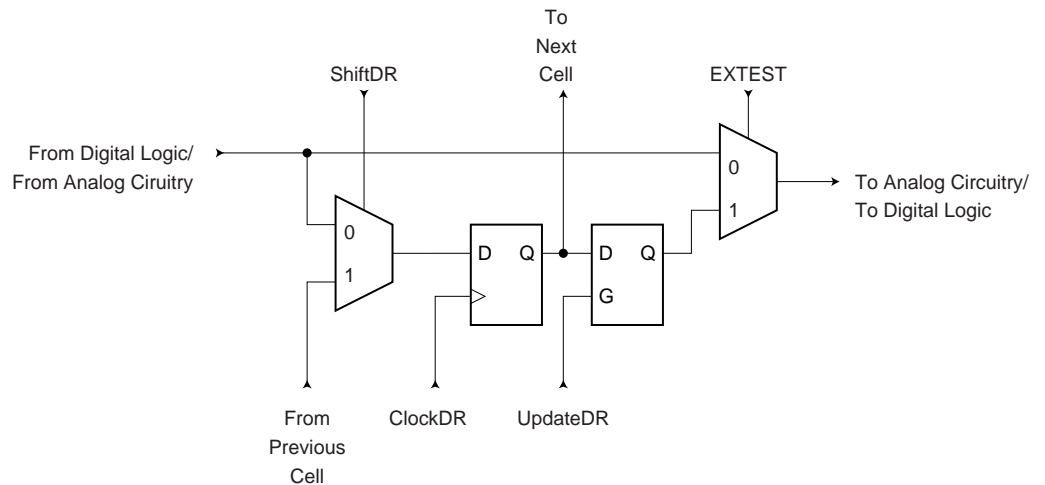 To
Next
Cell
ShiftDR
EXTEST
From Digital Logic/
From Analog Ciruitry
0
1
To Analog Circuitry/
To Digital Logic
0
1
D Q
D Q
G
From
Previous
Cell
ClockDR
UpdateDR